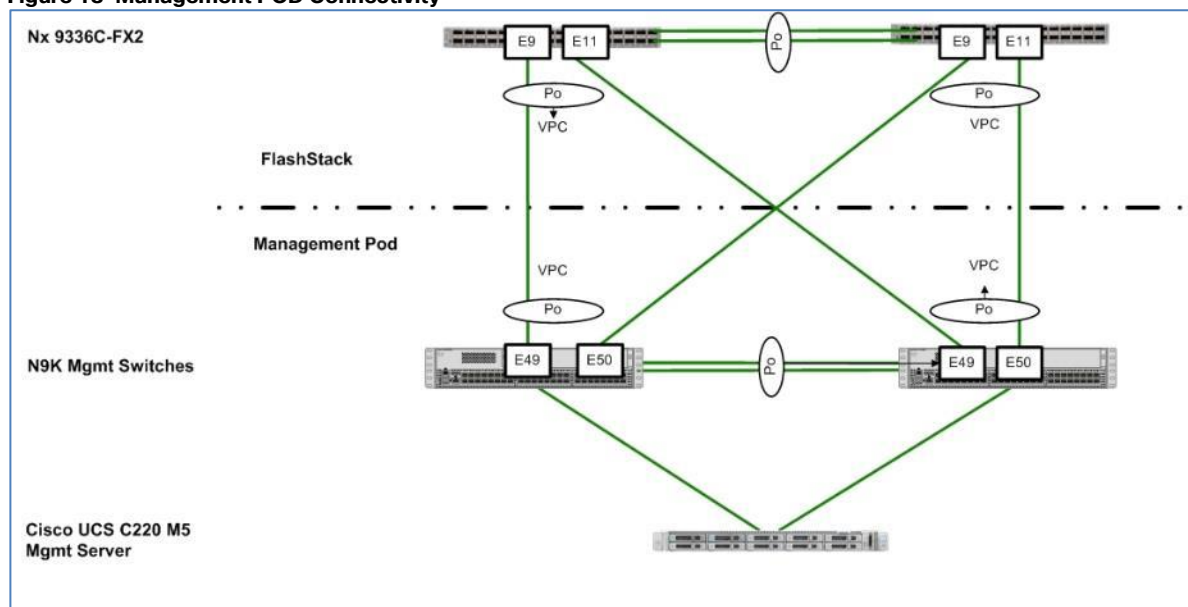 Figure 18 Management POD Connectivity
Nx 9336C-FX2
E9
E11
Po
E9
E11
Po
VPC
Po
VPC
FlashStack
Management Pod
VPC
Po
VPC
Po
N9K Mgmt Switches
E49
E50
Po
E49
E50
Cisco UCS C220 M5
Mgmt Server